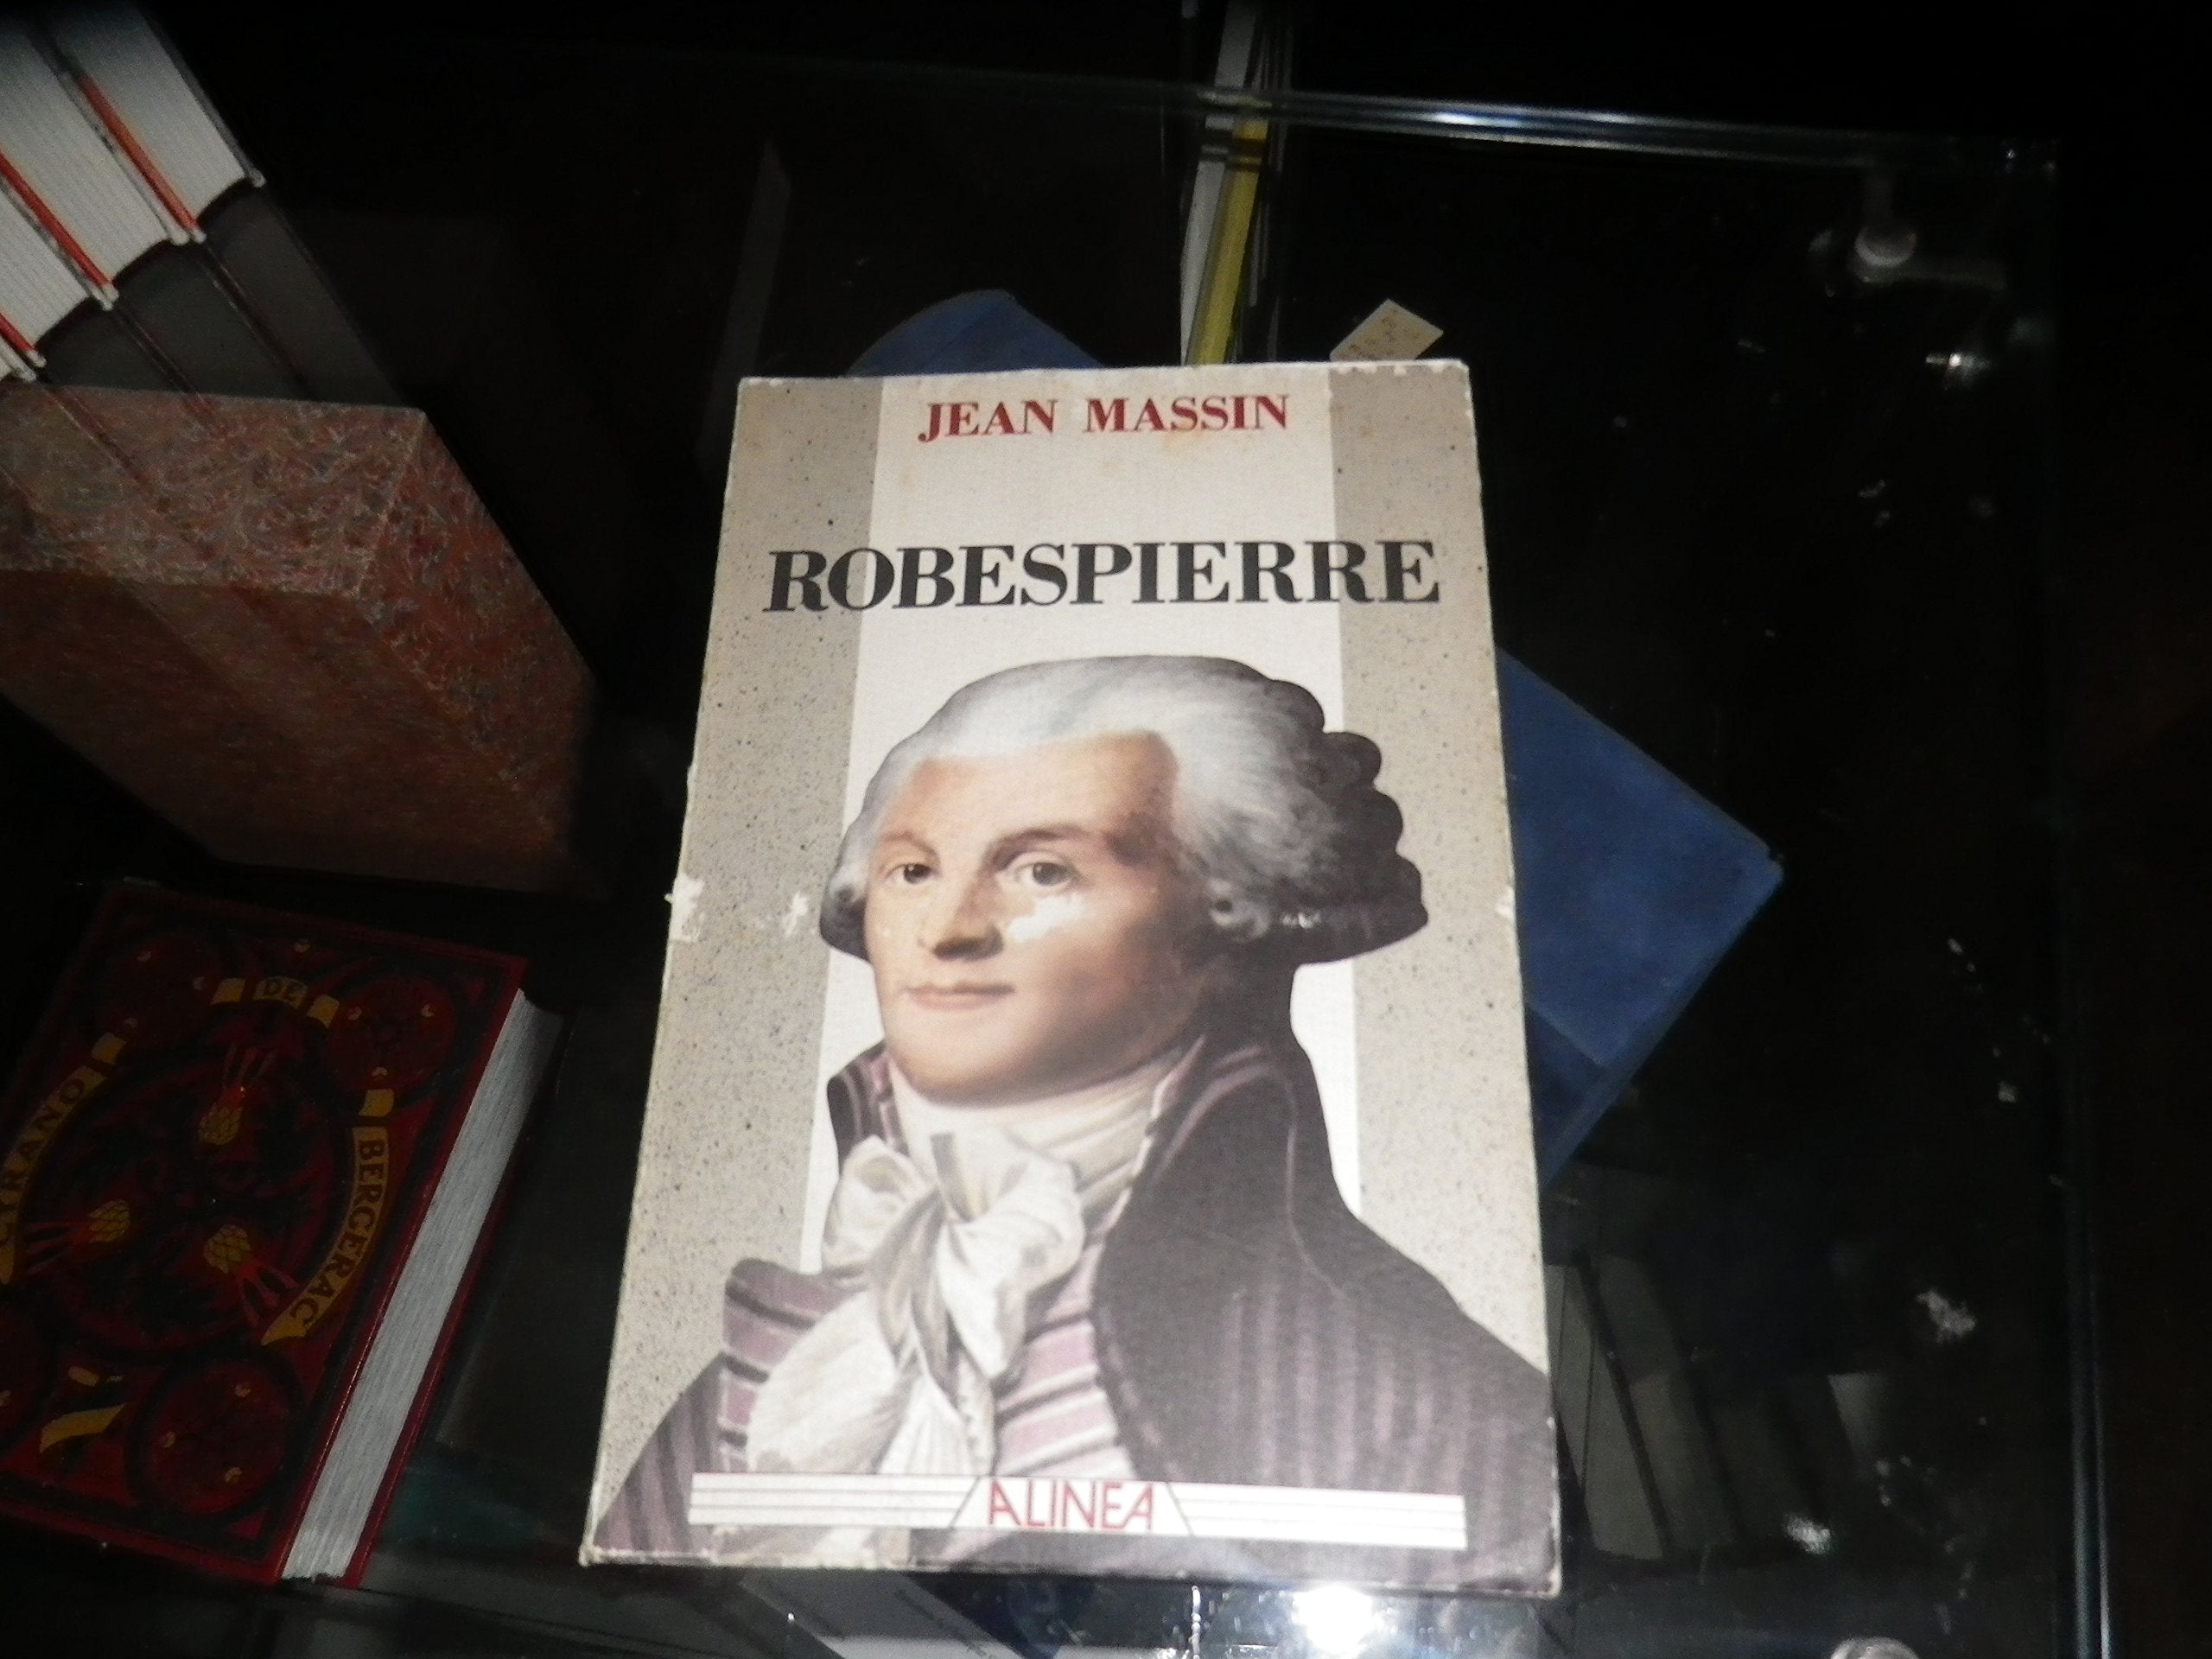 JEAN MASSIN
ROBESPIERRE
ALINEA
CYRANO
DE
BERGERAC